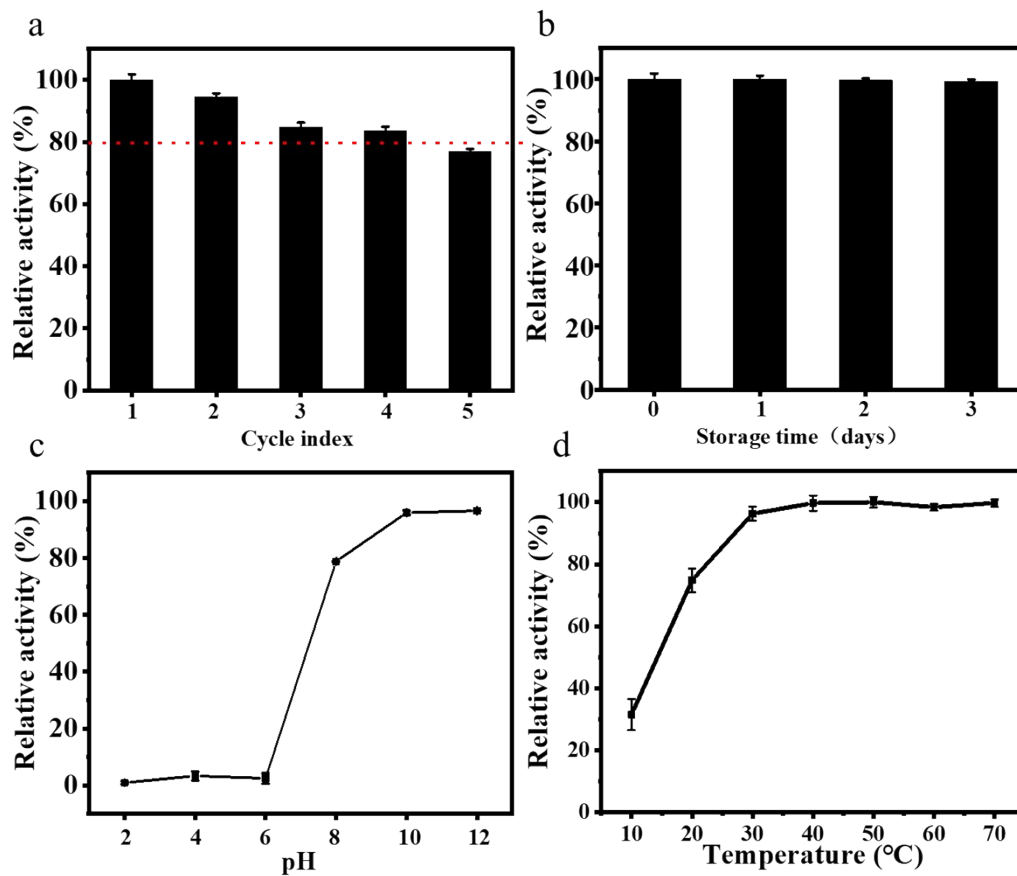 a
Relative activity (%)
100
80
60
40
20
0
1 2 3 4 5
Cycle index
b
Relative activity (%)
100
80
60
40
20
0
0 1 2 3
Storage time（days）
c
Relative activity (%)
100
80
60
40
20
0
2 4 6 8 10 12
pH
d
Relative activity (%)
100
80
60
40
20
0
10 20 30 40 50 60 70
Temperature (°C)